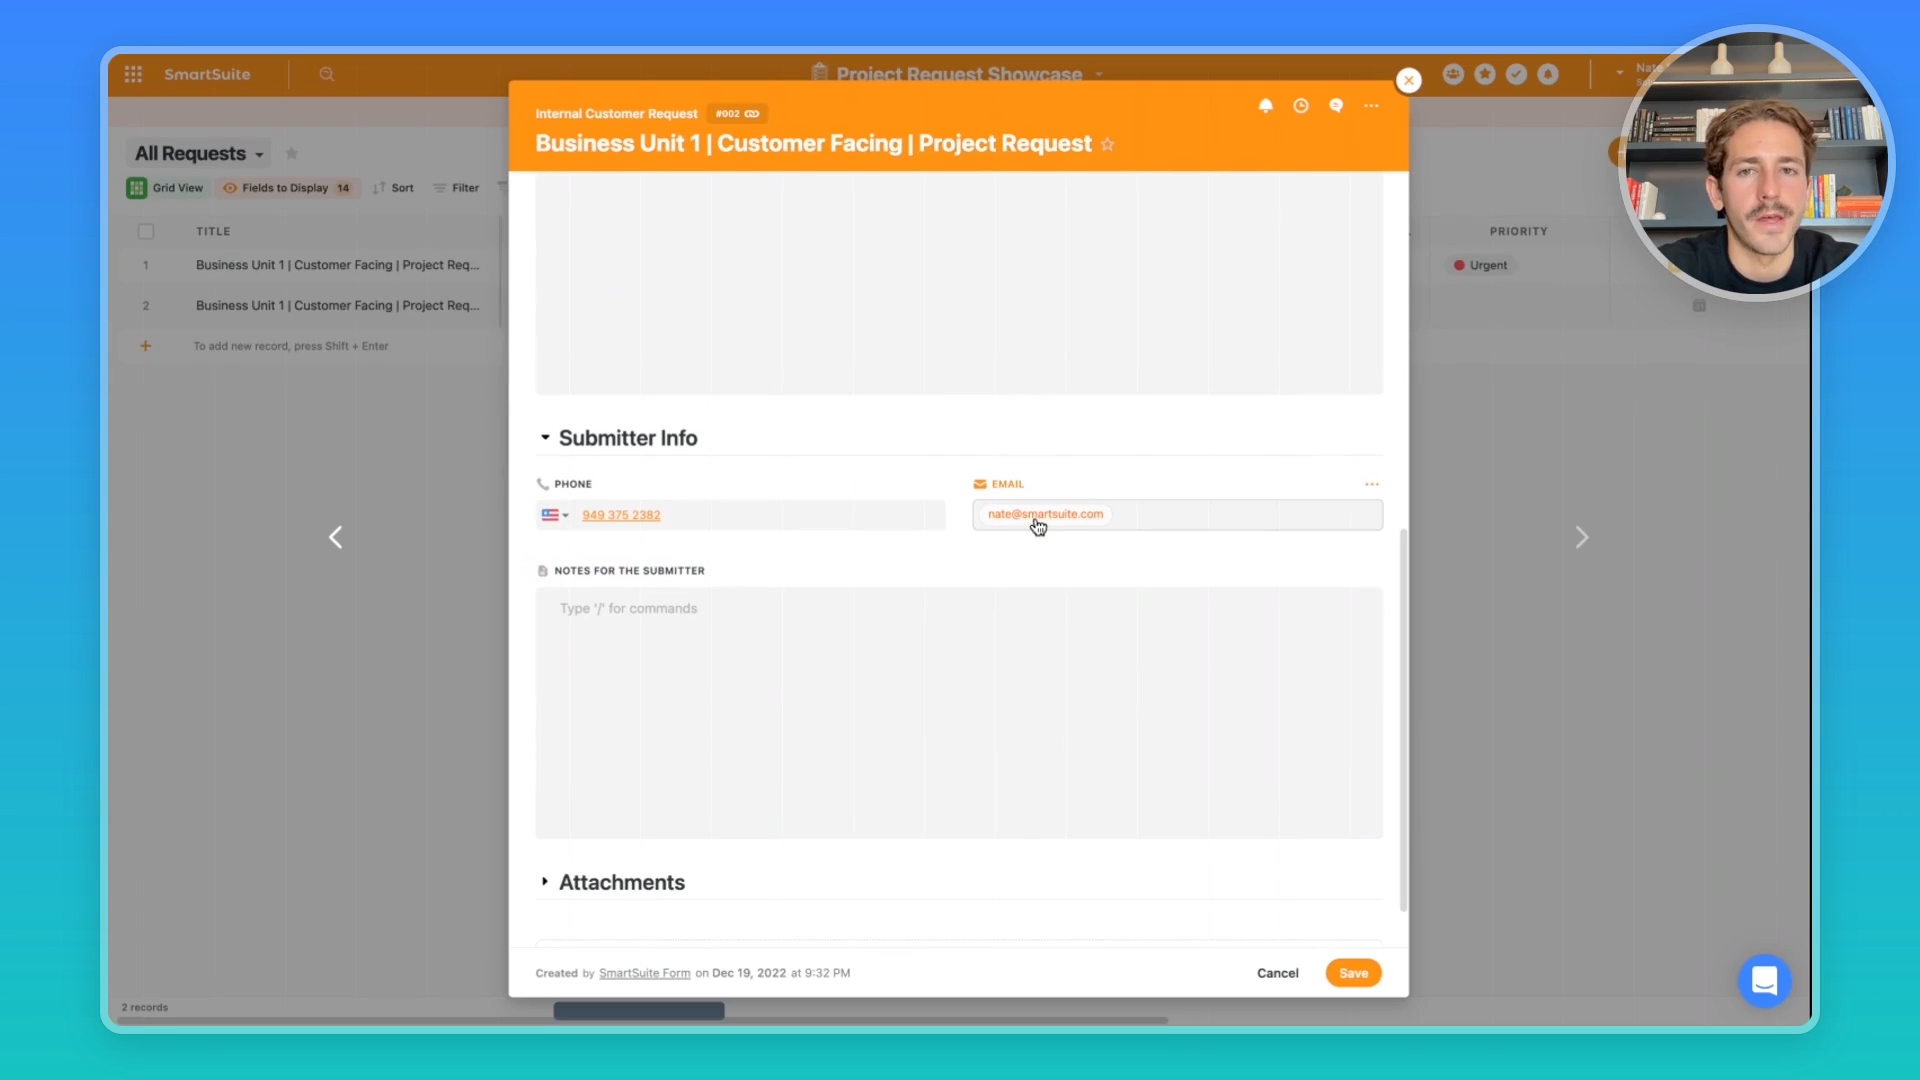 SmartSuite
Project Request Showcase
Nate
Internal Customer Request #002
Business Unit 1 | Customer Facing | Project Request
All Requests
Grid View
Fields to Display 14
Sort
Filter
TITLE
PRIORITY
1 Business Unit 1 | Customer Facing | Project Req...
Urgent
2 Business Unit 1 | Customer Facing | Project Req...
+ To add new record, press Shift + Enter
Submitter Info
PHONE
EMAIL
949 375 2382
nate@smartsuite.com
NOTES FOR THE SUBMITTER
Type '/' for commands
Attachments
Created by SmartSuite Form on Dec 19, 2022 at 9:32 PM
Cancel
Save
2 records